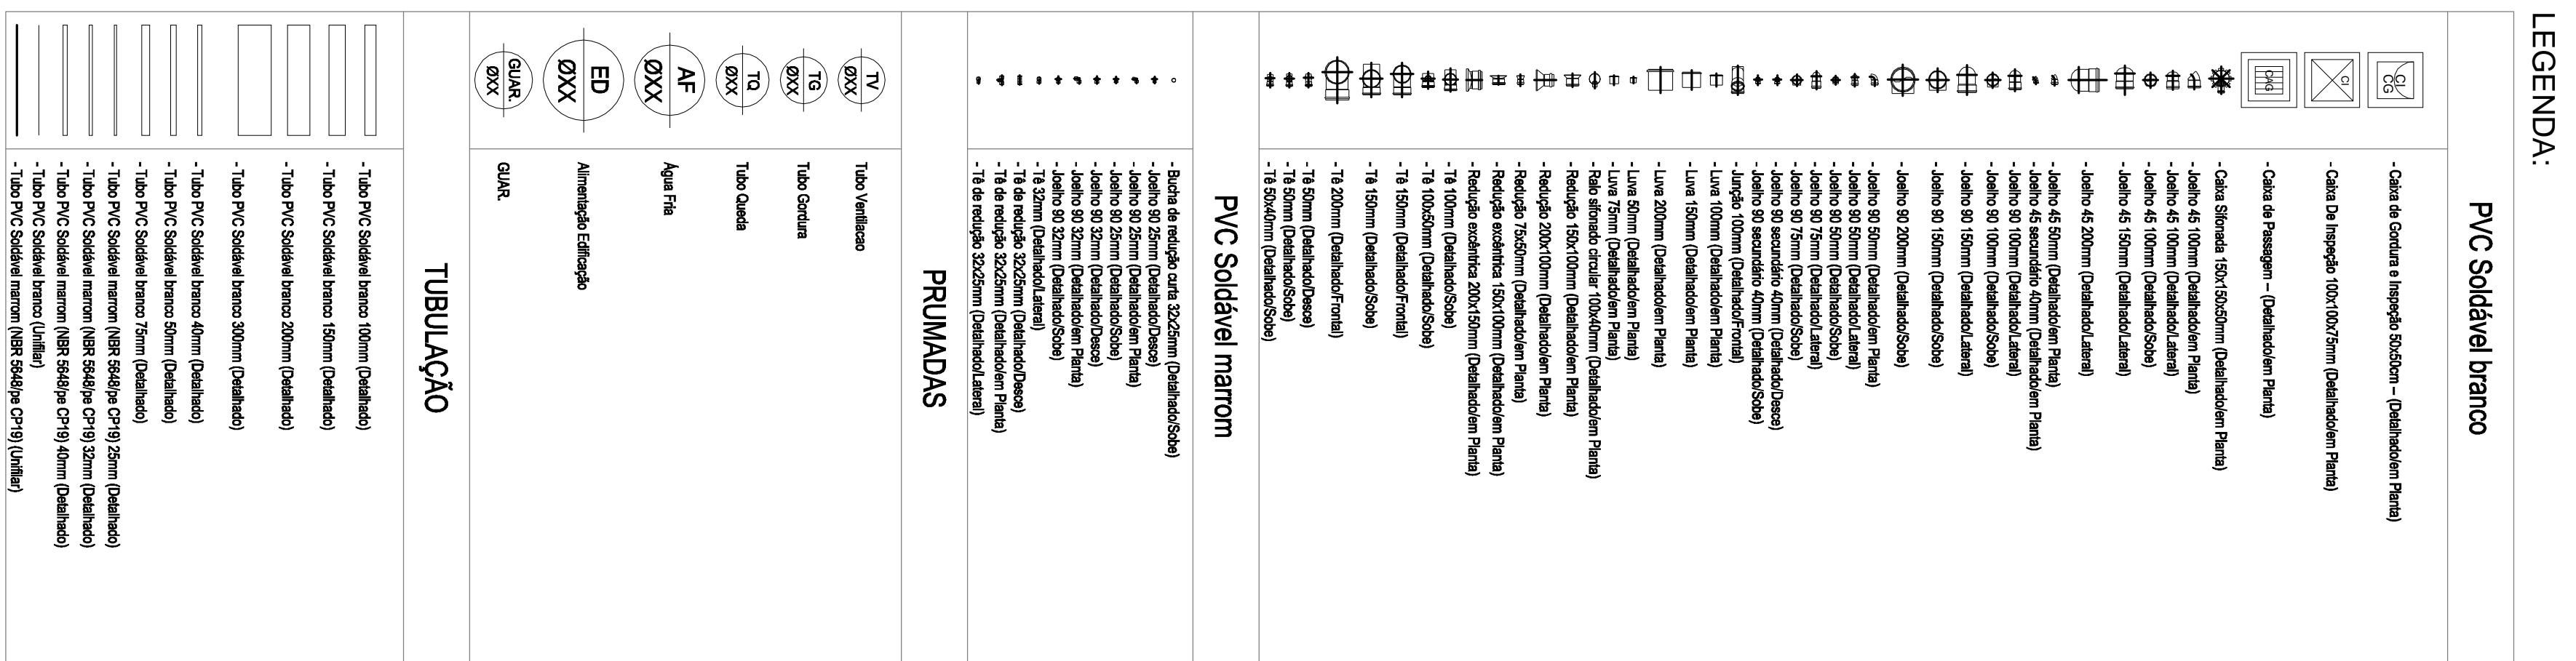 LEGENDA:
PVC Soldável branco
CI
CG
- Caixa de Gordura e Inspeção 50x50cm – (Detalhado/em Planta)
CI
- Caixa De Inspeção 100x100x75mm (Detalhado/em Planta)
CAG
- Caixa de Passagem – (Detalhado/em Planta)
- Caixa Sifonada 150x150x50mm (Detalhado/em Planta)
- Joelho 45 100mm (Detalhado/em Planta)
- Joelho 45 100mm (Detalhado/Lateral)
- Joelho 45 100mm (Detalhado/Sobe)
- Joelho 45 150mm (Detalhado/Lateral)
- Joelho 45 200mm (Detalhado/Lateral)
- Joelho 45 50mm (Detalhado/em Planta)
- Joelho 45 secundário 40mm (Detalhado/em Planta)
- Joelho 90 100mm (Detalhado/Lateral)
- Joelho 90 100mm (Detalhado/Sobe)
- Joelho 90 150mm (Detalhado/Lateral)
- Joelho 90 150mm (Detalhado/Sobe)
- Joelho 90 200mm (Detalhado/Sobe)
- Joelho 90 50mm (Detalhado/em Planta)
- Joelho 90 50mm (Detalhado/Lateral)
- Joelho 90 50mm (Detalhado/Sobe)
- Joelho 90 75mm (Detalhado/Lateral)
- Joelho 90 75mm (Detalhado/Sobe)
- Joelho 90 secundário 40mm (Detalhado/Desce)
- Joelho 90 secundário 40mm (Detalhado/Sobe)
- Junção 100mm (Detalhado/Frontal)
- Luva 100mm (Detalhado/em Planta)
- Luva 150mm (Detalhado/em Planta)
- Luva 200mm (Detalhado/em Planta)
- Luva 50mm (Detalhado/em Planta)
- Luva 75mm (Detalhado/em Planta)
- Ralo sifonado circular 100x40mm (Detalhado/em Planta)
- Redução 150x100mm (Detalhado/em Planta)
- Redução 200x100mm (Detalhado/em Planta)
- Redução 75x50mm (Detalhado/em Planta)
- Redução excêntrica 150x100mm (Detalhado/em Planta)
- Redução excêntrica 200x150mm (Detalhado/em Planta)
- Tê 100mm (Detalhado/Sobe)
- Tê 100x50mm (Detalhado/Sobe)
- Tê 150mm (Detalhado/Frontal)
- Tê 150mm (Detalhado/Sobe)
- Tê 200mm (Detalhado/Frontal)
- Tê 50mm (Detalhado/Desce)
- Tê 50mm (Detalhado/Sobe)
- Tê 50x40mm (Detalhado/Sobe)
PVC Soldável marrom
- Bucha de redução curta 32x25mm (Detalhado/Sobe)
- Joelho 90 25mm (Detalhado/Desce)
- Joelho 90 25mm (Detalhado/em Planta)
- Joelho 90 25mm (Detalhado/Sobe)
- Joelho 90 32mm (Detalhado/Desce)
- Joelho 90 32mm (Detalhado/em Planta)
- Joelho 90 32mm (Detalhado/Sobe)
- Tê 32mm (Detalhado/Lateral)
- Tê de redução 32x25mm (Detalhado/Desce)
- Tê de redução 32x25mm (Detalhado/em Planta)
- Tê de redução 32x25mm (Detalhado/Lateral)
PRUMADAS
TV
ØXX
Tubo Ventilacao
TG
ØXX
Tubo Gordura
TQ
ØXX
Tubo Queda
AF
ØXX
Água Fria
ED
ØXX
Alimentação Edificação
GUAR.
ØXX
GUAR.
TUBULAÇÃO
- Tubo PVC Soldável branco 100mm (Detalhado)
- Tubo PVC Soldável branco 150mm (Detalhado)
- Tubo PVC Soldável branco 200mm (Detalhado)
- Tubo PVC Soldável branco 300mm (Detalhado)
- Tubo PVC Soldável branco 40mm (Detalhado)
- Tubo PVC Soldável branco 50mm (Detalhado)
- Tubo PVC Soldável branco 75mm (Detalhado)
- Tubo PVC Soldável marrom (NBR 5648/pe CP19) 25mm (Detalhado)
- Tubo PVC Soldável marrom (NBR 5648/pe CP19) 32mm (Detalhado)
- Tubo PVC Soldável marrom (NBR 5648/pe CP19) 40mm (Detalhado)
- Tubo PVC Soldável branco (Unifilar)
- Tubo PVC Soldável marrom (NBR 5648/pe CP19) (Unifilar)